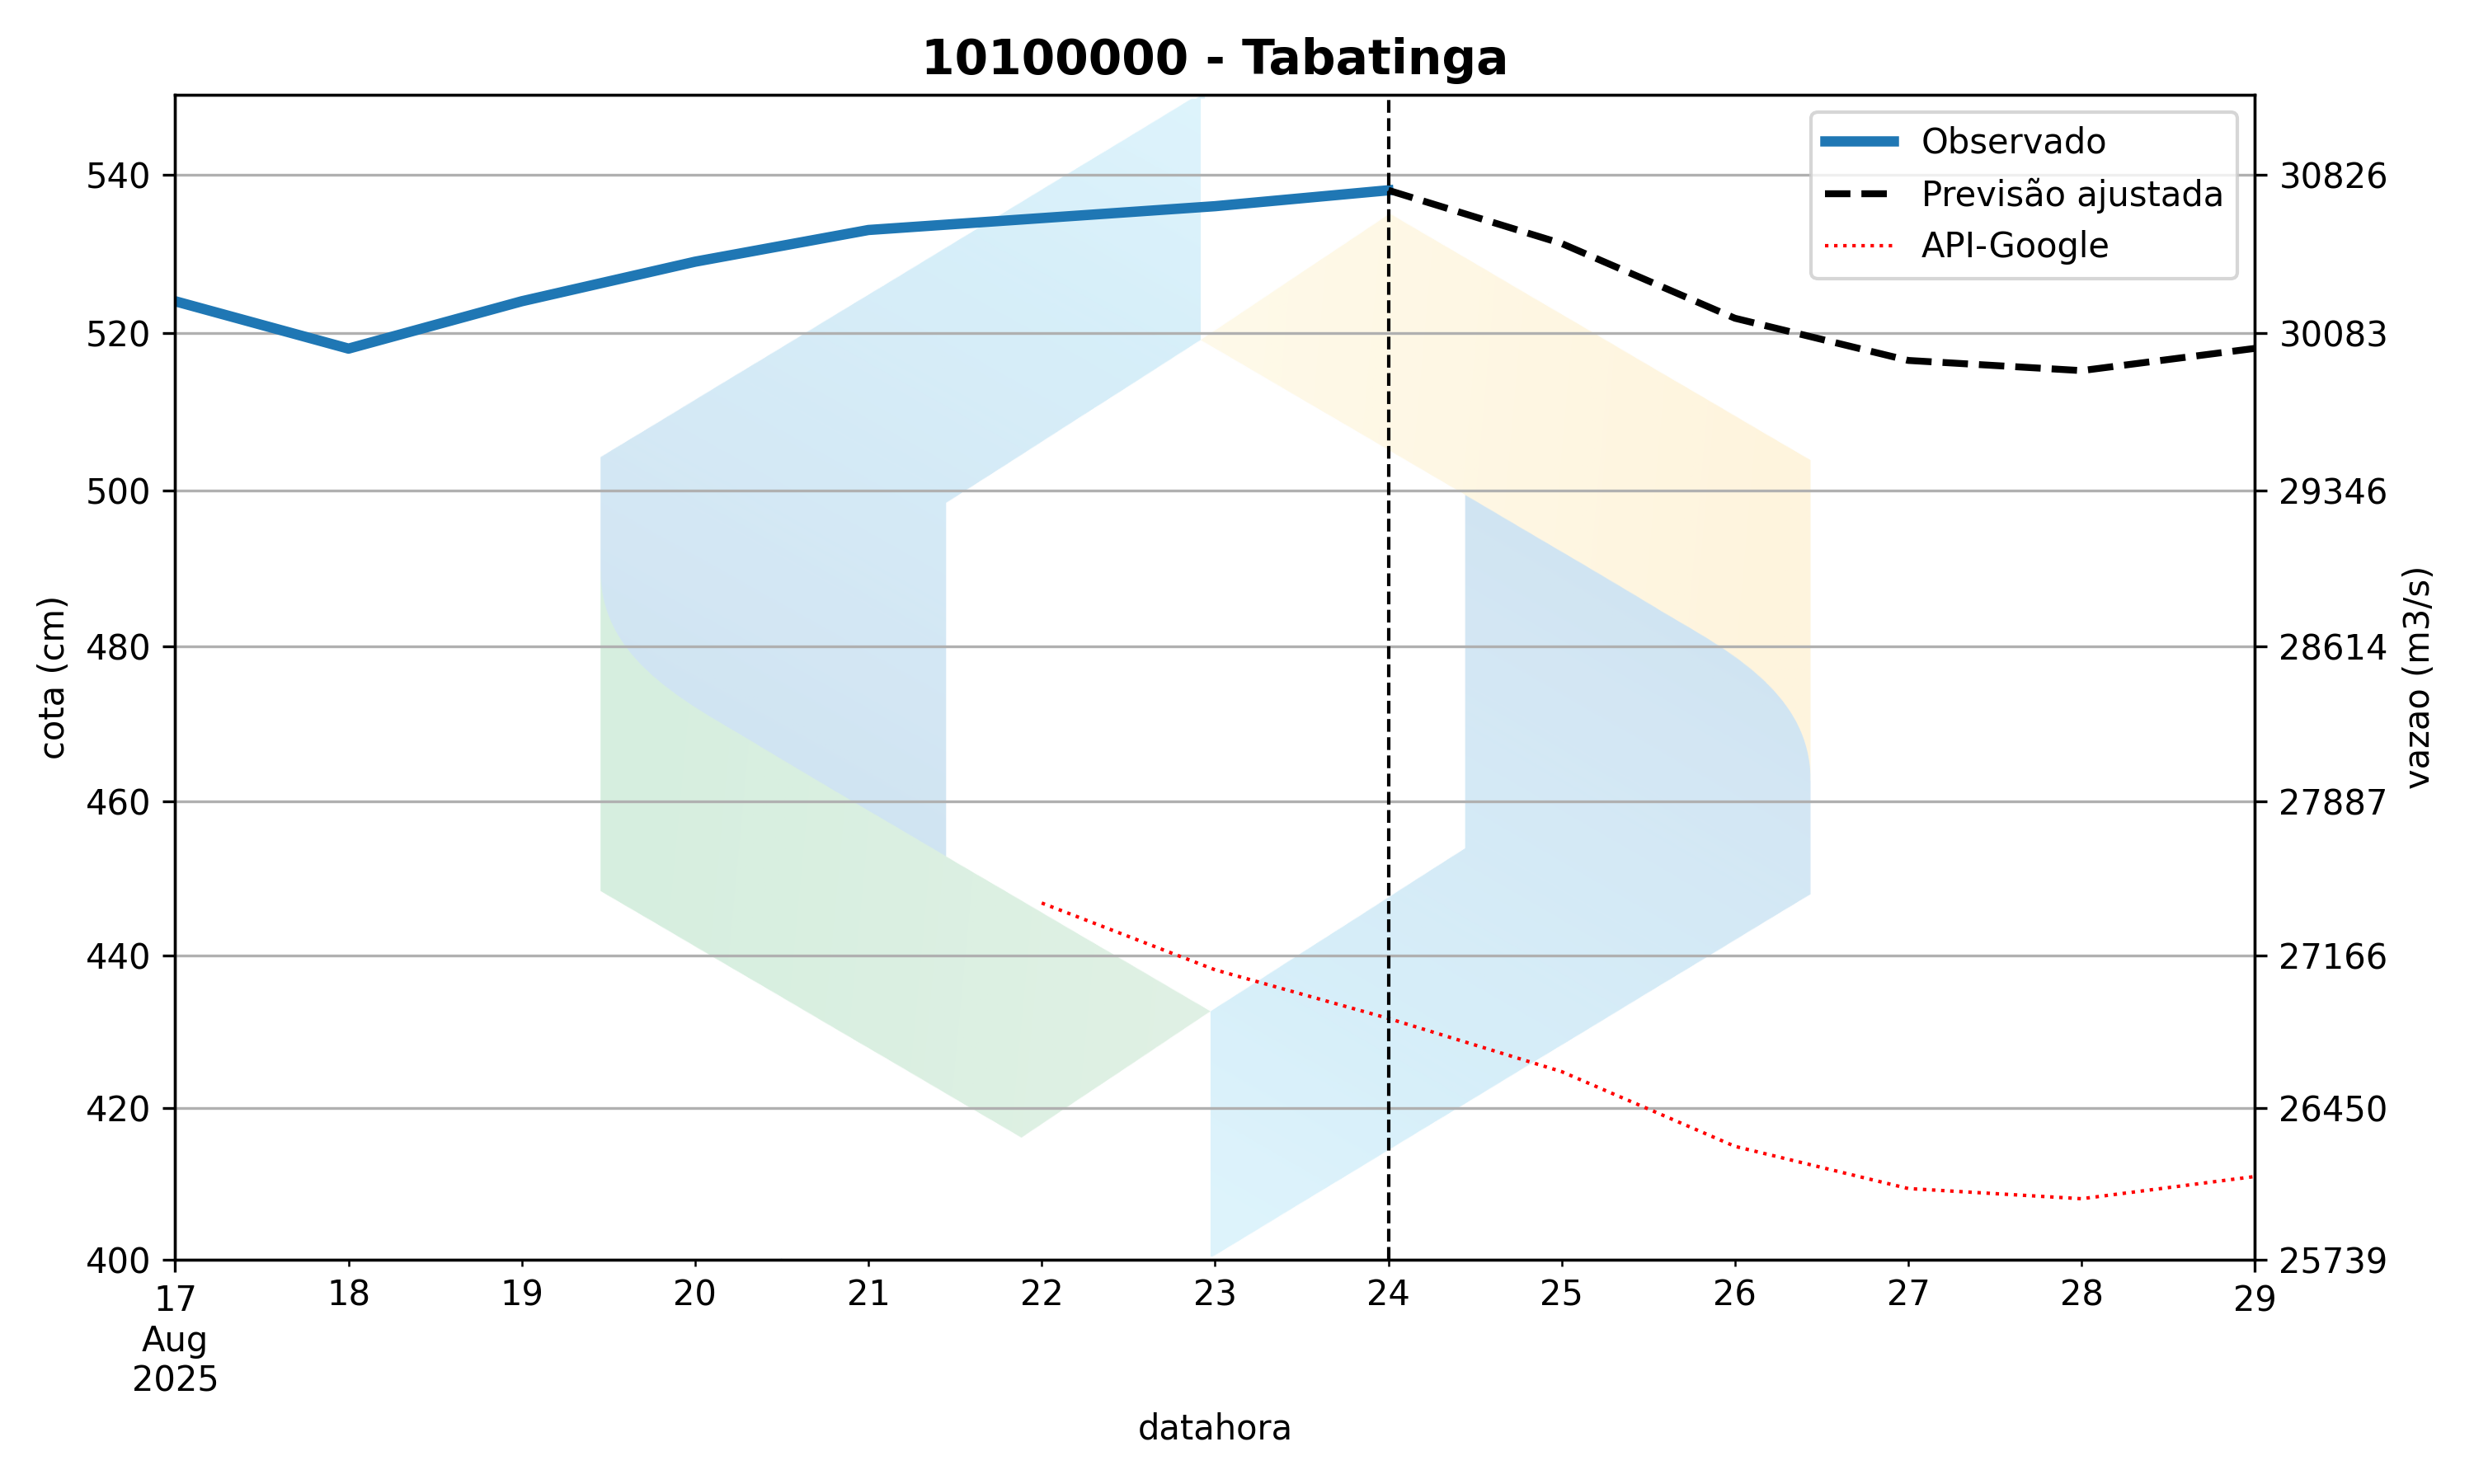 10100000 - Tabatinga
Observado
Previsão ajustada
API-Google
540
520
500
480
460
440
420
400
cota (cm)
30826
30083
29346
28614
27887
27166
26450
25739
vazao (m3/s)
17 18 19 20 21 22 23 24 25 26 27 28 29
Aug
2025
datahora